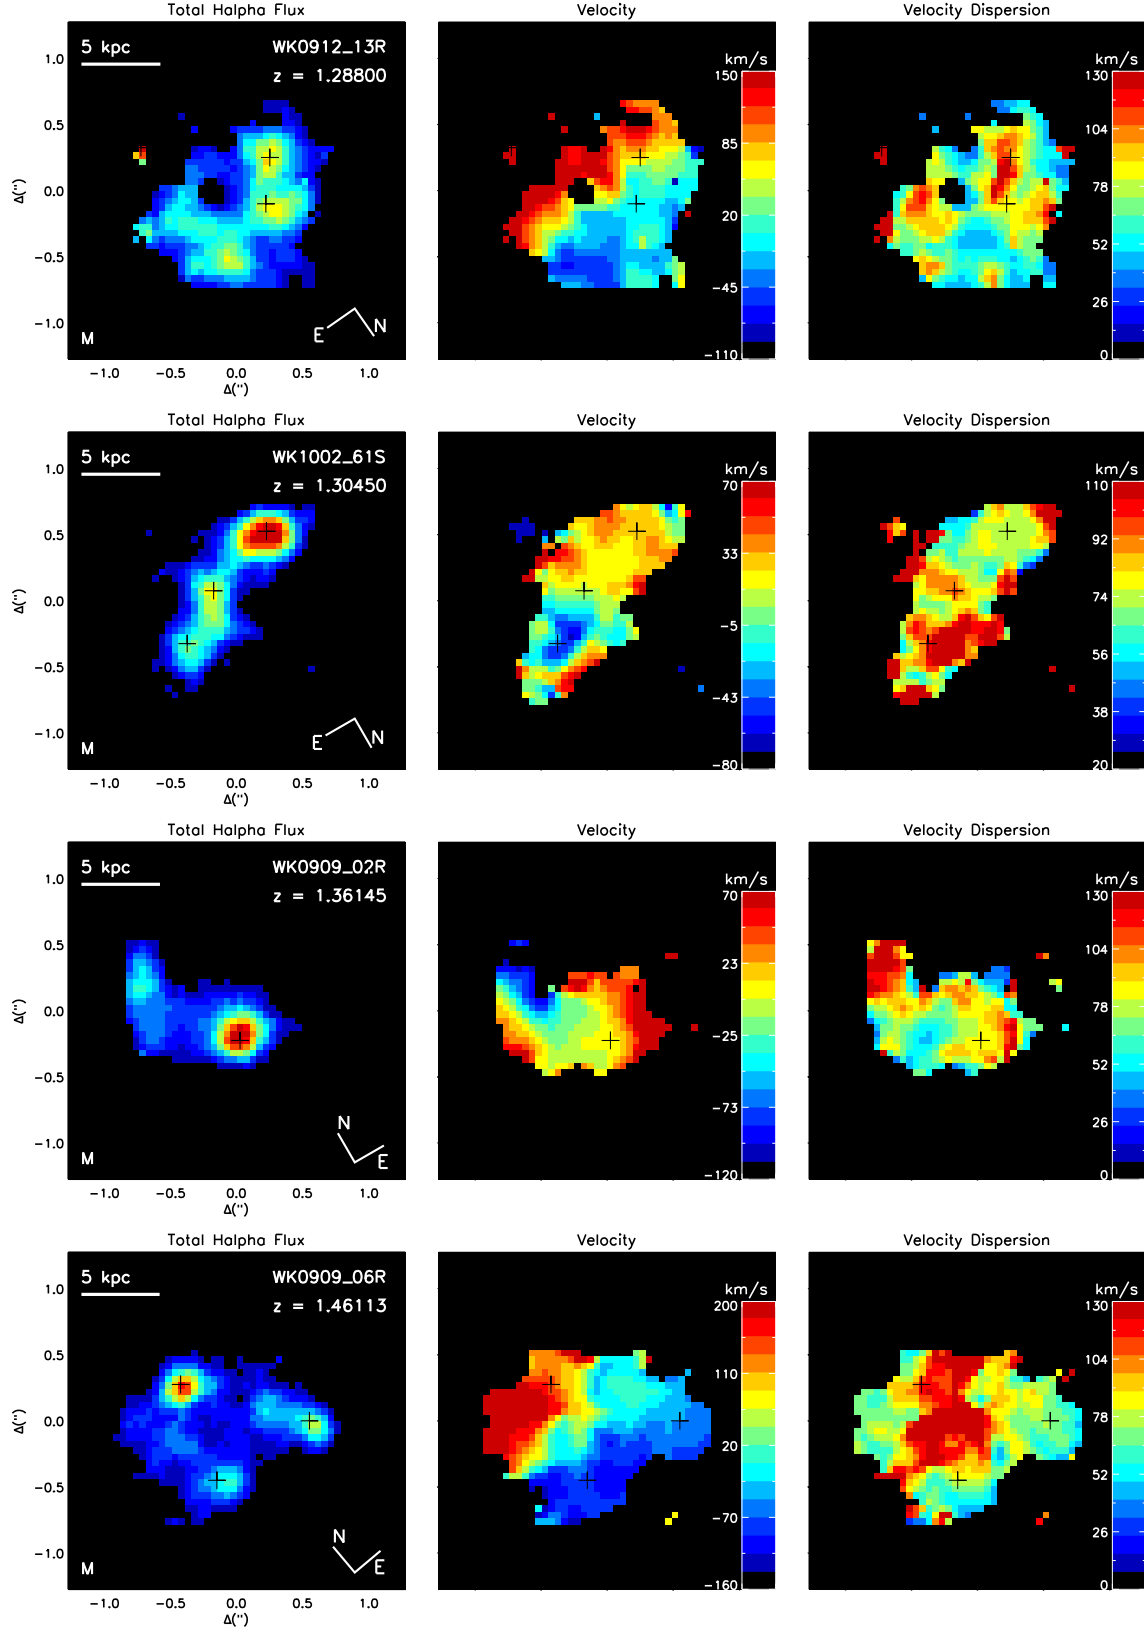 Total Halpha Flux Velocity Velocity Dispersion
5 kpc WK0912_13R
z = 1.28800
km/s km/s
1.0 0.5 0.0 -0.5 -1.0
Δ(")
150 85 20 -45 -110
130 104 78 52 26 0
M E N
-1.0 -0.5 0.0 0.5 1.0
Δ(")
Total Halpha Flux Velocity Velocity Dispersion
5 kpc WK1002_61S
z = 1.30450
km/s km/s
1.0 0.5 0.0 -0.5 -1.0
Δ(")
70 33 -5 -43 -80
110 92 74 56 38 20
M E N
-1.0 -0.5 0.0 0.5 1.0
Δ(")
Total Halpha Flux Velocity Velocity Dispersion
5 kpc WK0909_02R
z = 1.36145
km/s km/s
1.0 0.5 0.0 -0.5 -1.0
Δ(")
70 23 -25 -73 -120
130 104 78 52 26 0
N
M E
-1.0 -0.5 0.0 0.5 1.0
Δ(")
Total Halpha Flux Velocity Velocity Dispersion
5 kpc WK0909_06R
z = 1.46113
km/s km/s
1.0 0.5 0.0 -0.5 -1.0
Δ(")
200 110 20 -70 -160
130 104 78 52 26 0
N
M E
-1.0 -0.5 0.0 0.5 1.0
Δ(")